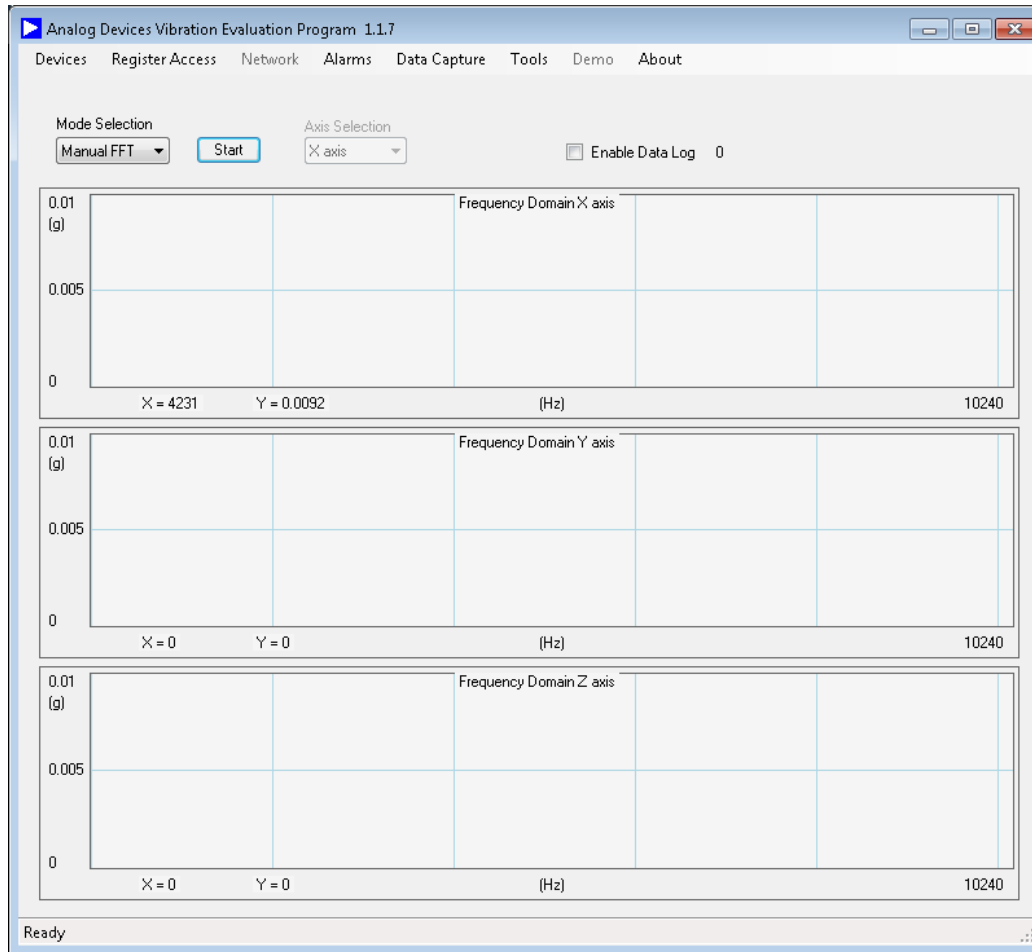 Analog Devices Vibration Evaluation Program 1.1.7
Devices Register Access Network Alarms Data Capture Tools Demo About
Mode Selection
Axis Selection
Manual FFT
Start
X axis
Enable Data Log 0
0.01
Frequency Domain X axis
(g)
0.005
0
X = 4231 Y = 0.0092 (Hz) 10240
0.01
Frequency Domain Y axis
(g)
0.005
0
X = 0 Y = 0 (Hz) 10240
0.01
Frequency Domain Z axis
(g)
0.005
0
X = 0 Y = 0 (Hz) 10240
Ready